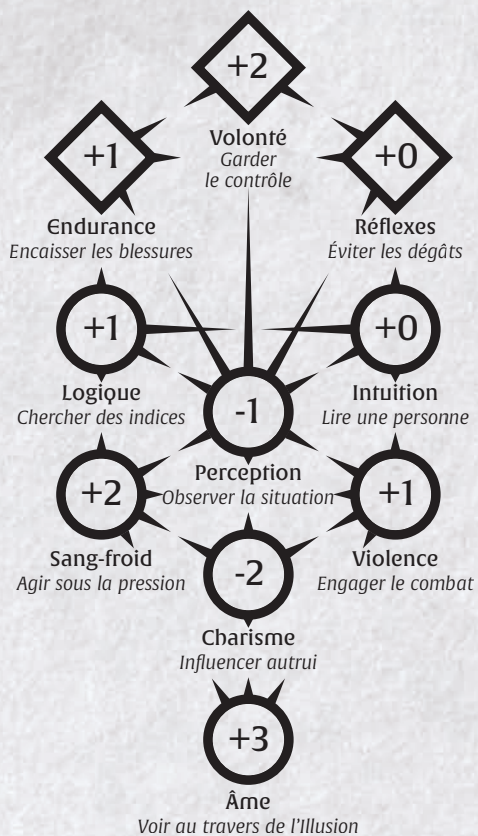 +2
Volonté
Garder
le contrôle
+1
Endurance
Encaisser les blessures
+0
Réflexes
Éviter les dégâts
+1
Logique
Chercher des indices
+0
Intuition
Lire une personne
-1
Perception
Observer la situation
+2
Sang-froid
Agir sous la pression
+1
Violence
Engager le combat
-2
Charisme
Influencer autrui
+3
Âme
Voir au travers de l'Illusion